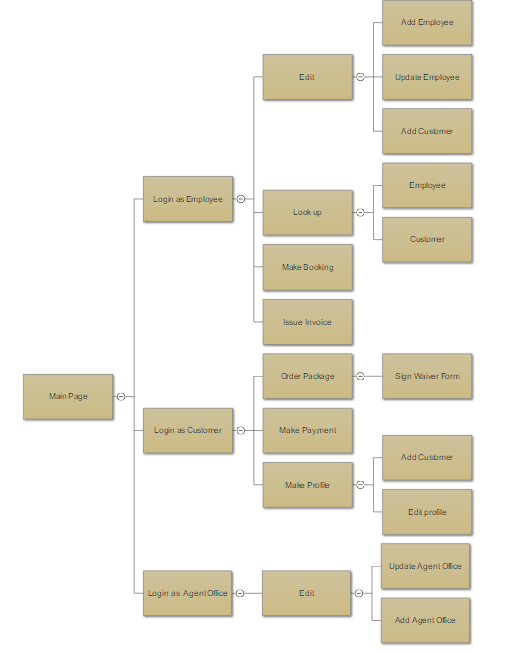 Main Page
Login as Employee
Edit
Add Employee
Update Employee
Add Customer
Look up
Employee
Customer
Make Booking
Issue Invoice
Login as Customer
Order Package
Sign Waiver Form
Make Payment
Make Profile
Add Customer
Edit profile
Login as Agent Office
Edit
Update Agent Office
Add Agent Office